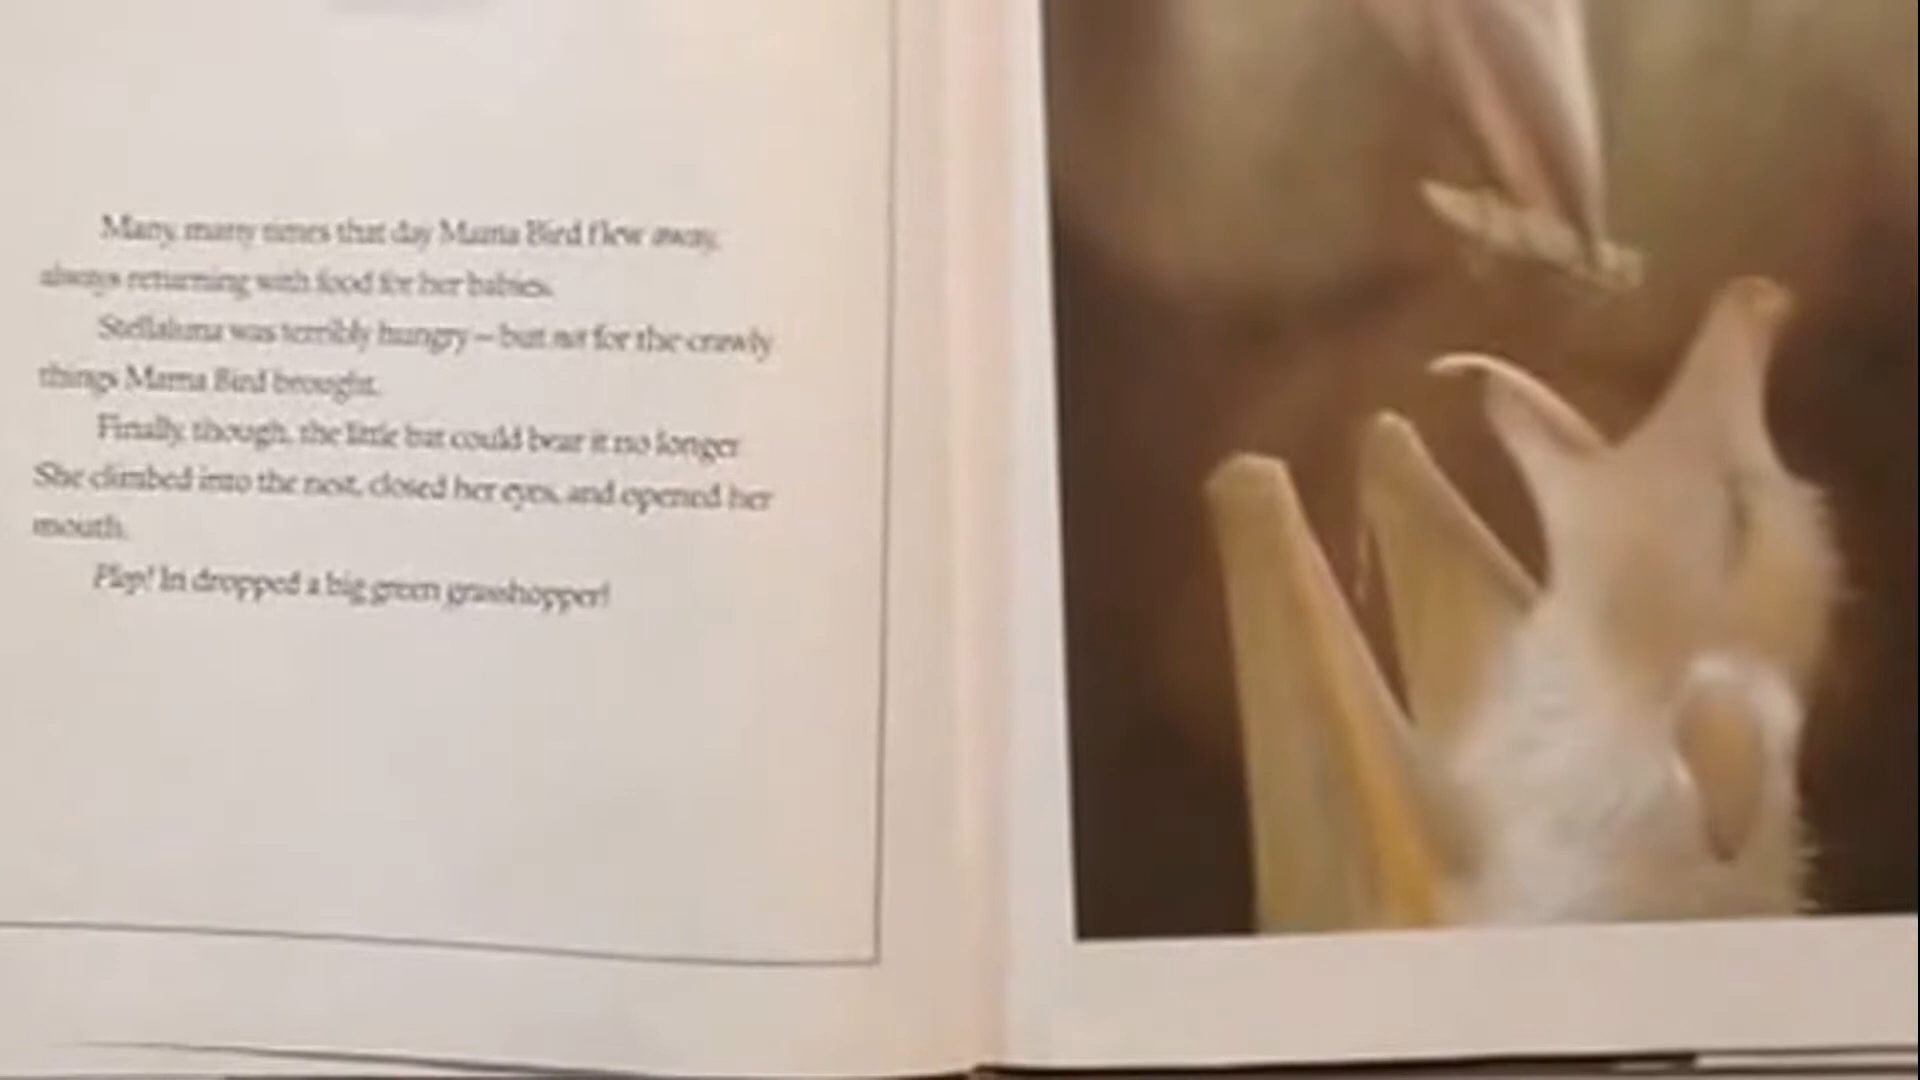 Many, many times that day Mama Bird flew away,
always returning with food for her babies.
Stellaluna was terribly hungry — but not for the crawly
things Mama Bird brought.
Finally, though, the little bat could bear it no longer
She climbed into the nest, closed her eyes, and opened her
mouth.
Plop! In dropped a big green grasshopper!